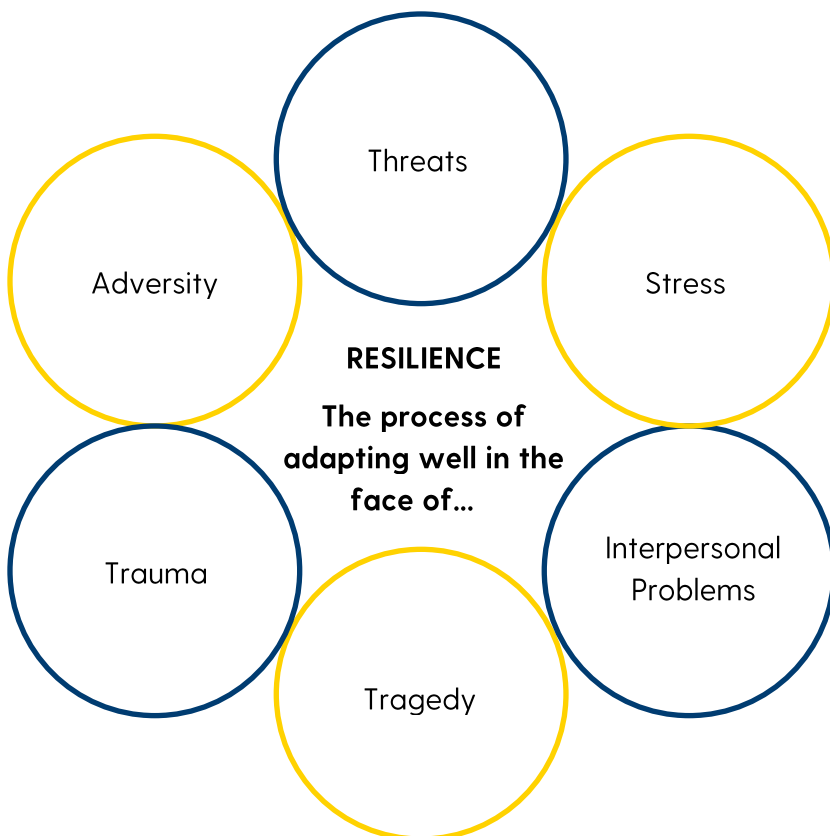 Threats
Adversity
Stress
RESILIENCE
The process of
adapting well in the
face of...
Trauma
Interpersonal
Problems
Tragedy